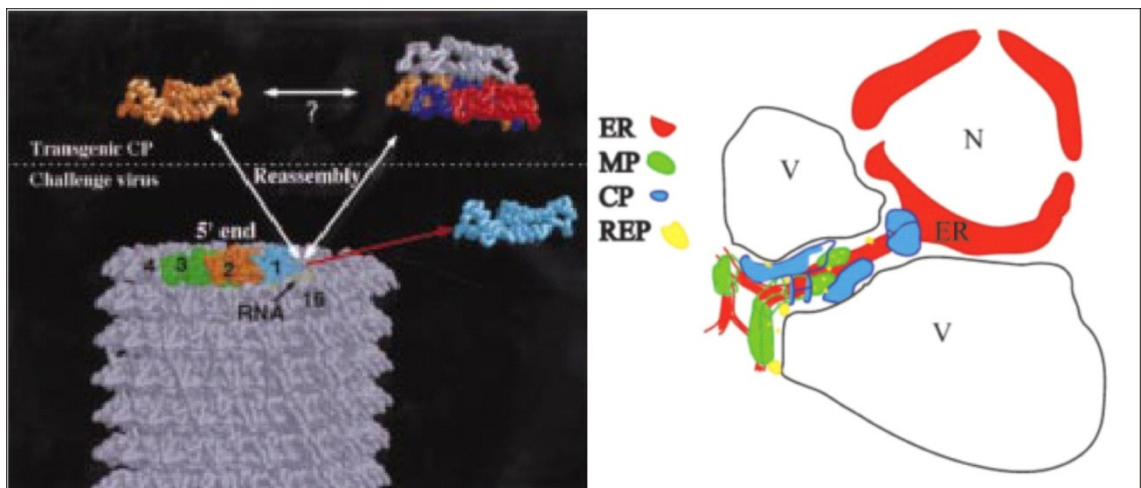 ?
Transgenic CP
Challenge virus
Reassembly
5' end
4 3 2 1
RNA 19
ER
MP
CP
REP
V
N
ER
V